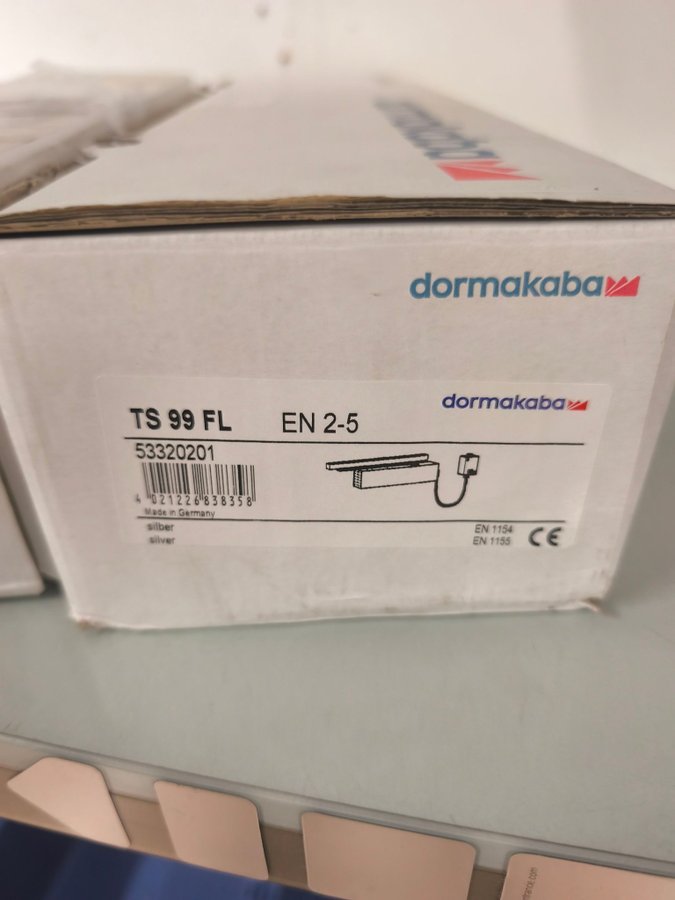 dormakaba
dormakaba
dormakaba
TS 99 FL EN 2-5
53320201
4 021226 838358
Made in Germany
silber
silver
EN 1154
EN 1155
CE